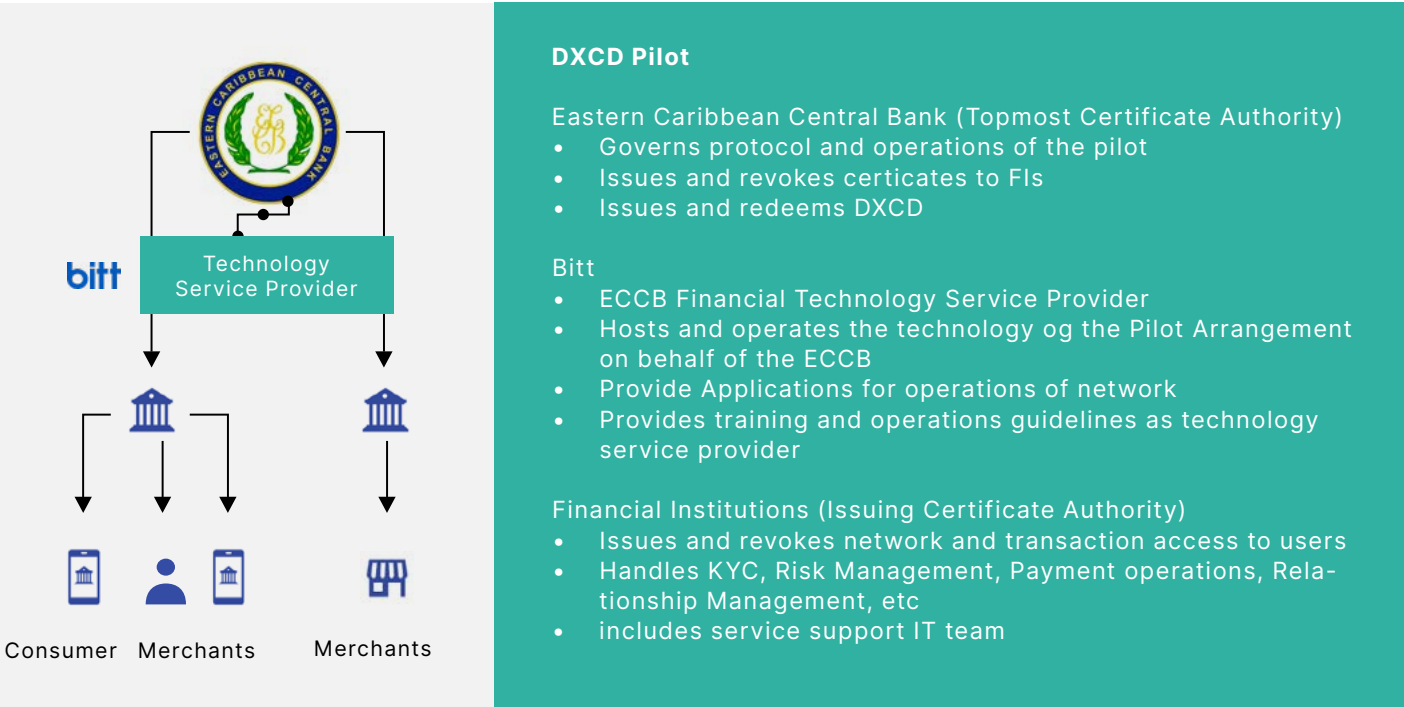 EASTERN CARIBBEAN CENTRAL BANK
ECCB
bitt
Technology
Service Provider
Consumer
Merchants
Merchants
DXCD Pilot
Eastern Caribbean Central Bank (Topmost Certificate Authority)
• Governs protocol and operations of the pilot
• Issues and revokes certicates to FIs
• Issues and redeems DXCD
Bitt
• ECCB Financial Technology Service Provider
• Hosts and operates the technology og the Pilot Arrangement
on behalf of the ECCB
• Provide Applications for operations of network
• Provides training and operations guidelines as technology
service provider
Financial Institutions (Issuing Certificate Authority)
• Issues and revokes network and transaction access to users
• Handles KYC, Risk Management, Payment operations, Rela-
tionship Management, etc
• includes service support IT team